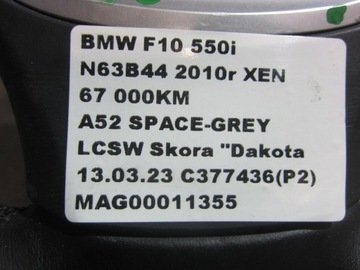 BMW F10 550i
N63B44 2010r XEN
67 000KM
A52 SPACE-GREY
LCSW Skora "Dakota
13.03.23 C377436(P2)
MAG00011355